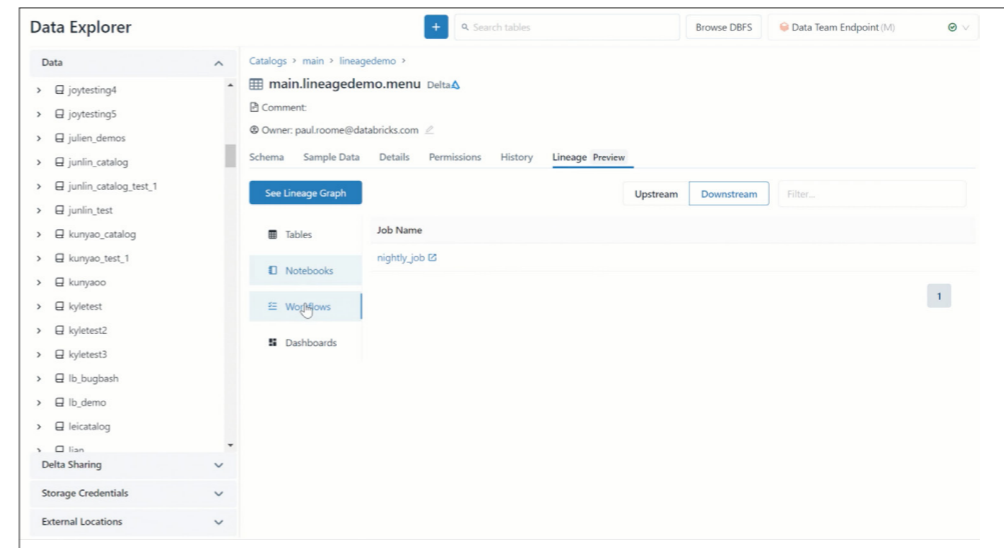 Data Explorer
+
Search tables
Browse DBFS
Data Team Endpoint (M)
Data
joytesting4
joytesting5
julien_demos
junlin_catalog
junlin_catalog_test_1
junlin_test
kunyao_catalog
kunyao_test_1
kunyaoo
kyletest
kyletest2
kyletest3
lb_bugbash
lb_demo
leicatalog
Delta Sharing
Storage Credentials
External Locations
Catalogs > main > lineagedemo >
main.lineagedemo.menu Delta
Comment:
Owner: paul.roome@databricks.com
Schema Sample Data Details Permissions History Lineage Preview
See Lineage Graph
Upstream Downstream Filter...
Tables
Notebooks
Workflows
Dashboards
Job Name
nightly_job
1